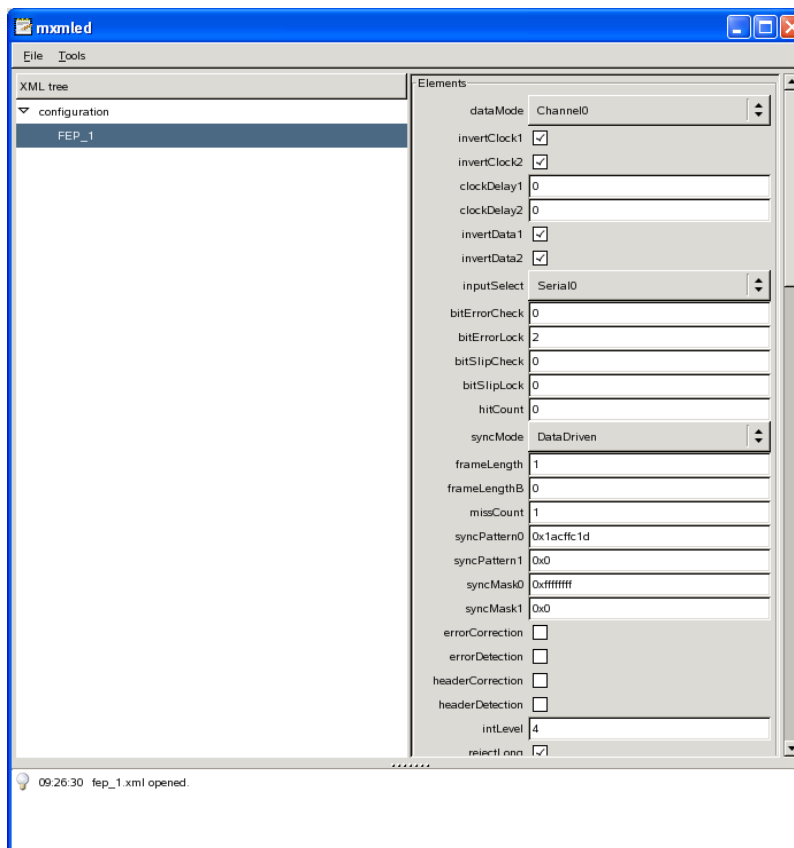 mxmled
File Tools
XML tree
configuration
FEP_1
Elements
dataMode Channel0
invertClock1
invertClock2
clockDelay1 0
clockDelay2 0
invertData1
invertData2
inputSelect Serial0
bitErrorCheck 0
bitErrorLock 2
bitSlipCheck 0
bitSlipLock 0
hitCount 0
syncMode DataDriven
frameLength 1
frameLengthB 0
missCount 1
syncPattern0 0x1acffc1d
syncPattern1 0x0
syncMask0 0xffffffff
syncMask1 0x0
errorCorrection
errorDetection
headerCorrection
headerDetection
intLevel 4
rejectLong
09:26:30 fep_1.xml opened.